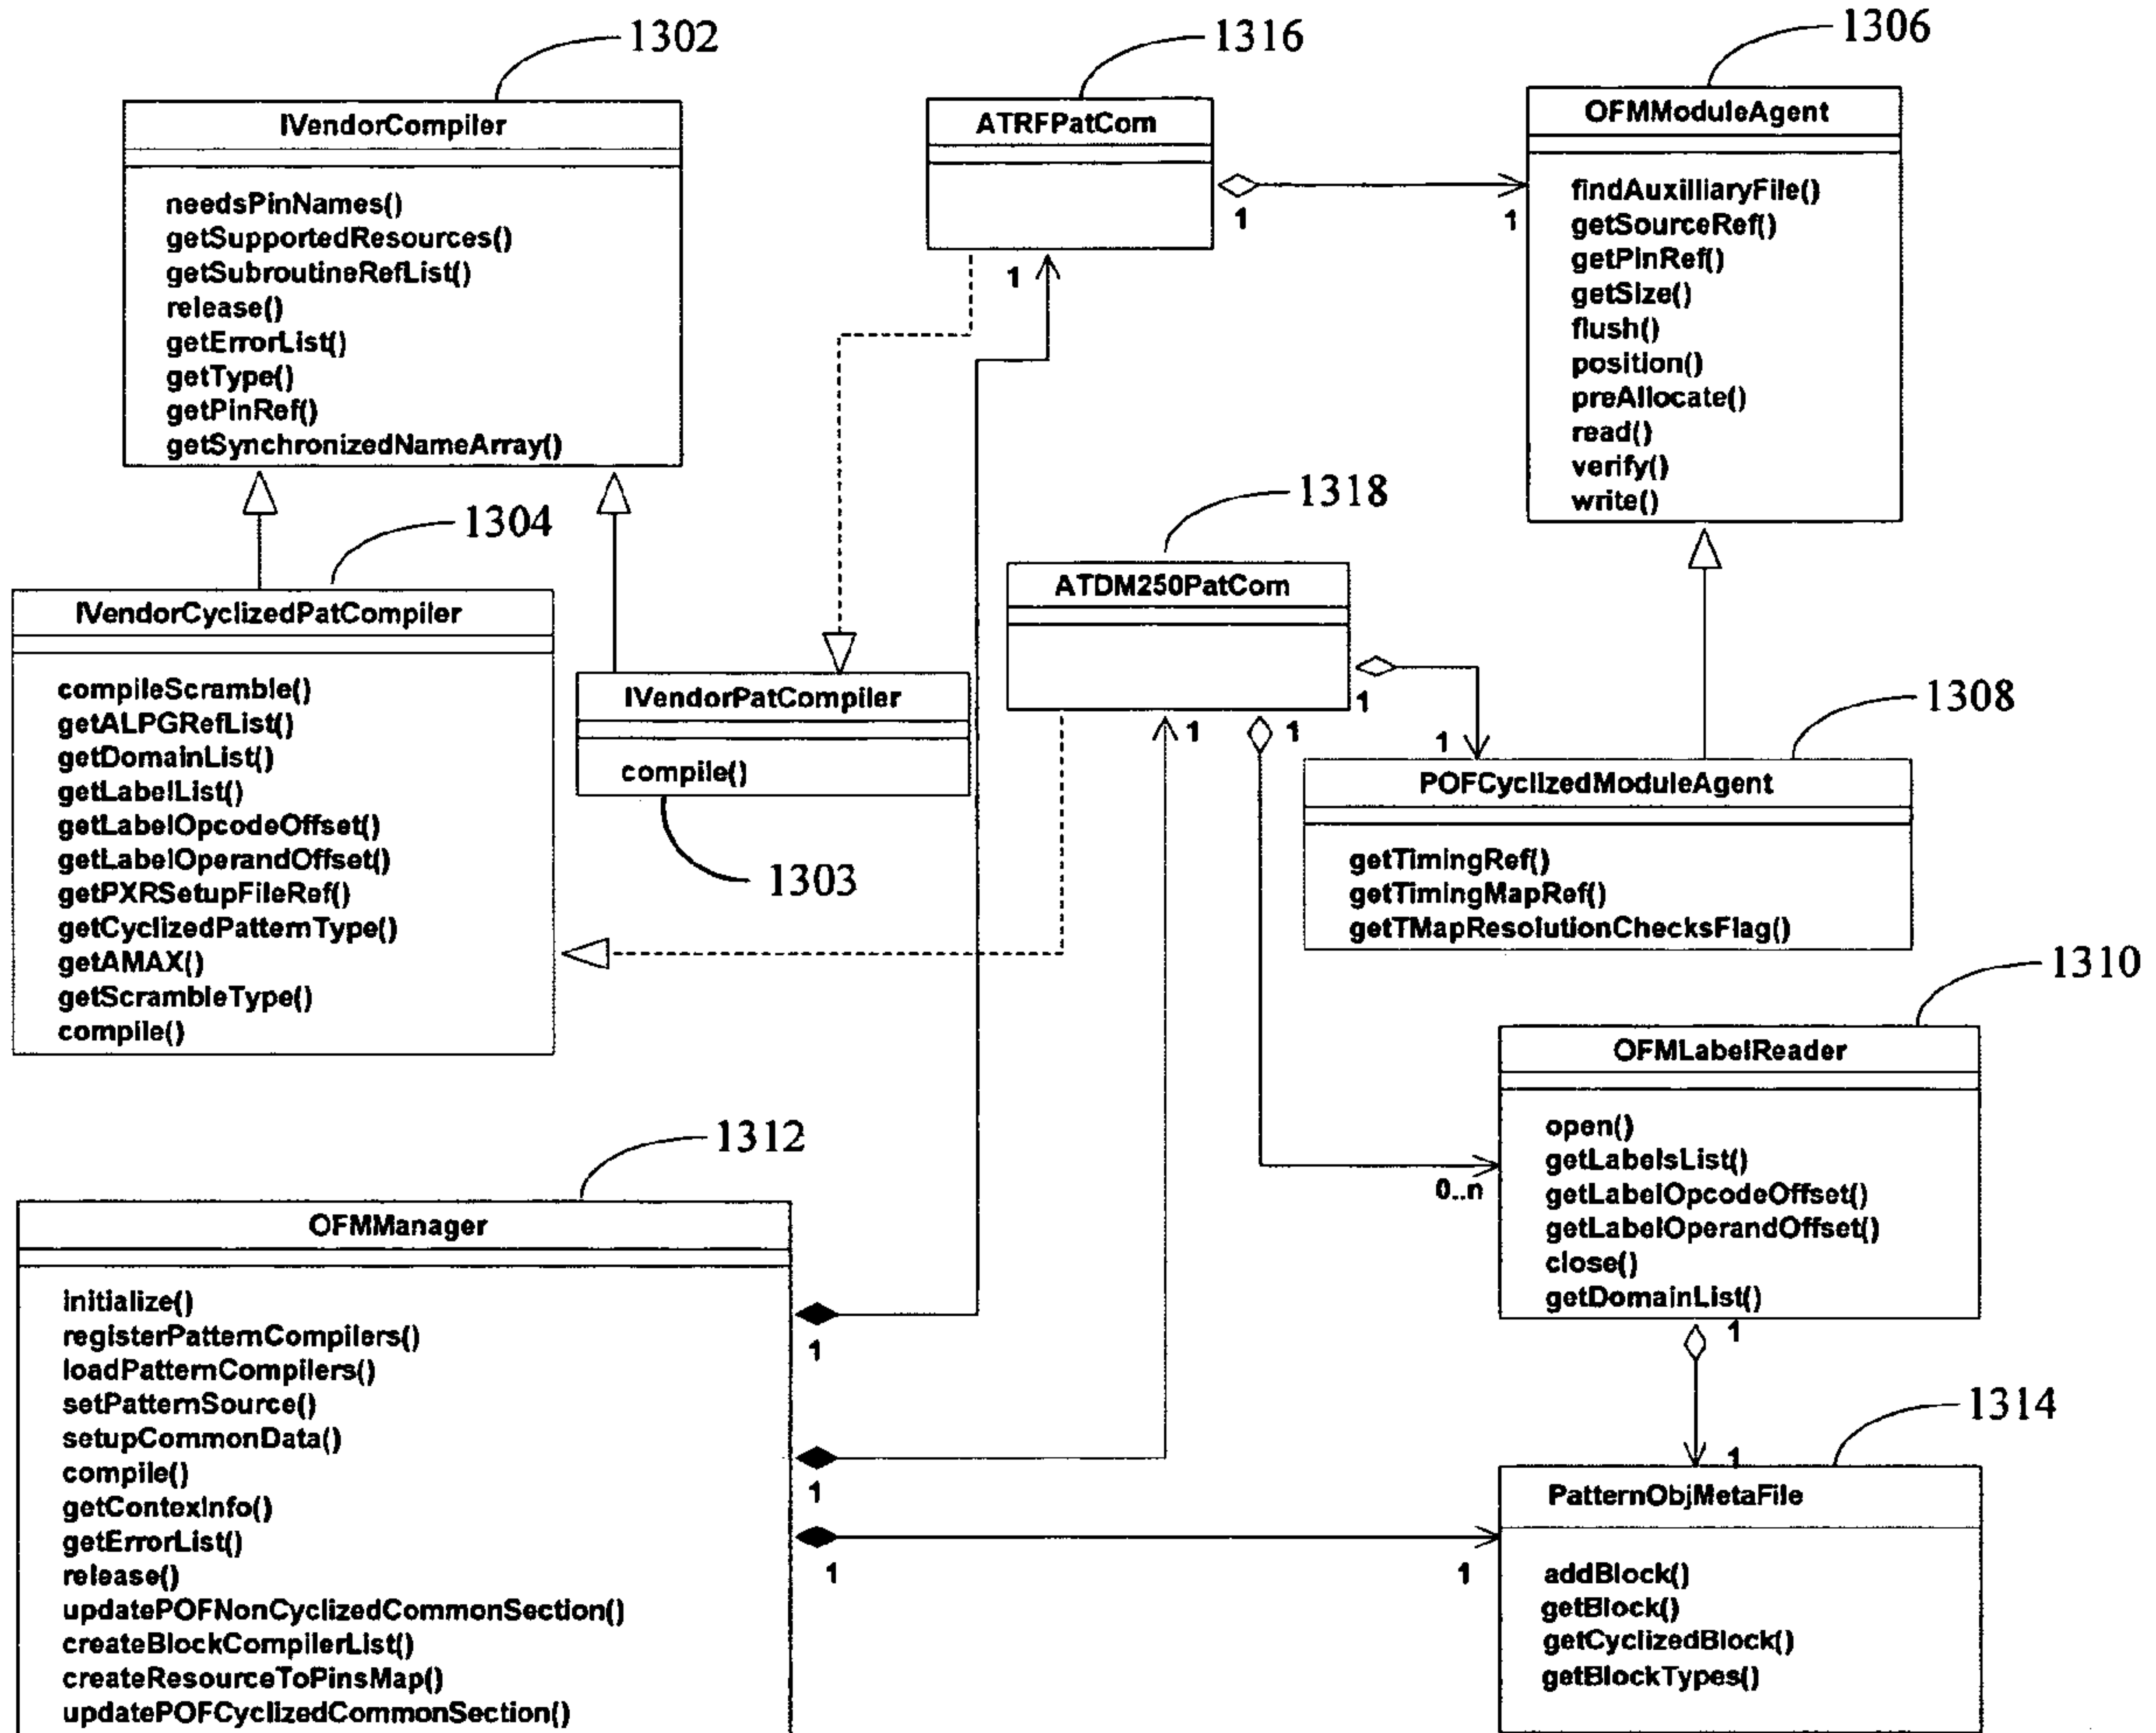 1302
IVendorCompiler
needsPinNames()
getSupportedResources()
getSubroutineRefList()
release()
getErrorList()
getType()
getPinRef()
getSynchronizedNameArray()
1316
ATRFPatCom
1
1
1
1306
OFMModuleAgent
findAuxilliaryFile()
getSourceRef()
getPinRef()
getSize()
flush()
position()
preAllocate()
read()
verify()
write()
1304
IVendorCyclizedPatCompiler
compileScramble()
getALPGRefList()
getDomainList()
getLabelList()
getLabelOpcodeOffset()
getLabelOperandOffset()
getPXRSetupFileRef()
getCyclizedPatternType()
getAMAX()
getScrambleType()
compile()
IVendorPatCompiler
compile()
1303
1318
ATDM250PatCom
1
1
1
1
1308
POFCyclizedModuleAgent
getTimingRef()
getTimingMapRef()
getTMapResolutionChecksFlag()
1310
OFMLabelReader
open()
getLabelsList()
getLabelOpcodeOffset()
getLabelOperandOffset()
close()
getDomainList()
0..n
1
1
1312
OFMManager
initialize()
registerPatternCompilers()
loadPatternCompilers()
setPatternSource()
setupCommonData()
compile()
getContexInfo()
getErrorList()
release()
updatePOFNonCyclizedCommonSection()
createBlockCompilerList()
createResourceToPinsMap()
updatePOFCyclizedCommonSection()
1
1
1
1
1314
PatternObjMetaFile
addBlock()
getBlock()
getCyclizedBlock()
getBlockTypes()